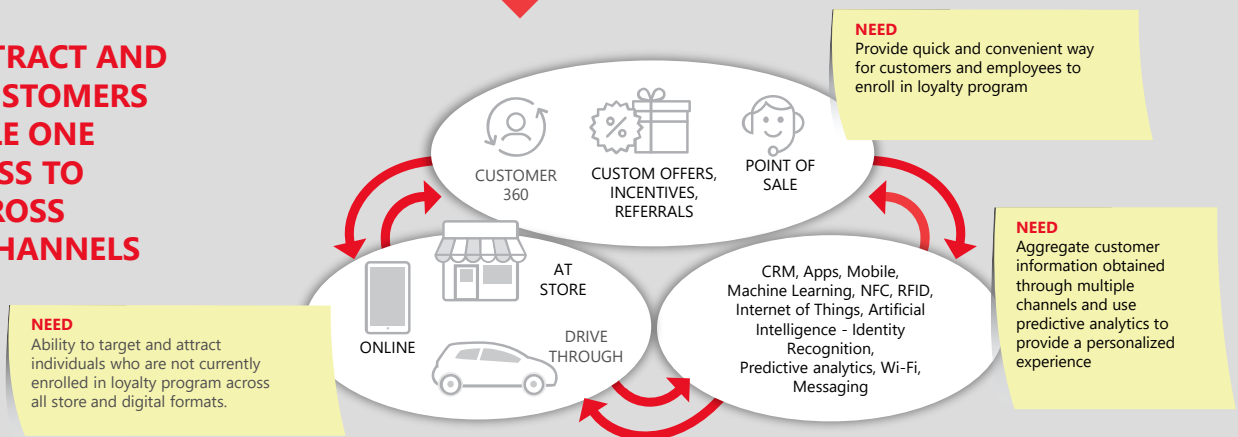 TRACT AND
STOMERS
LE ONE
SS TO
ROSS
HANNELS
NEED
Provide quick and convenient way
for customers and employees to
enroll in loyalty program
CUSTOMER
360
CUSTOM OFFERS,
INCENTIVES,
REFERRALS
POINT OF
SALE
AT
STORE
ONLINE
DRIVE
THROUGH
CRM, Apps, Mobile,
Machine Learning, NFC, RFID,
Internet of Things, Artificial
Intelligence - Identity
Recognition,
Predictive analytics, Wi-Fi,
Messaging
NEED
Aggregate customer
information obtained
through multiple
channels and use
predictive analytics to
provide a personalized
experience
NEED
Ability to target and attract
individuals who are not currently
enrolled in loyalty program across
all store and digital formats.